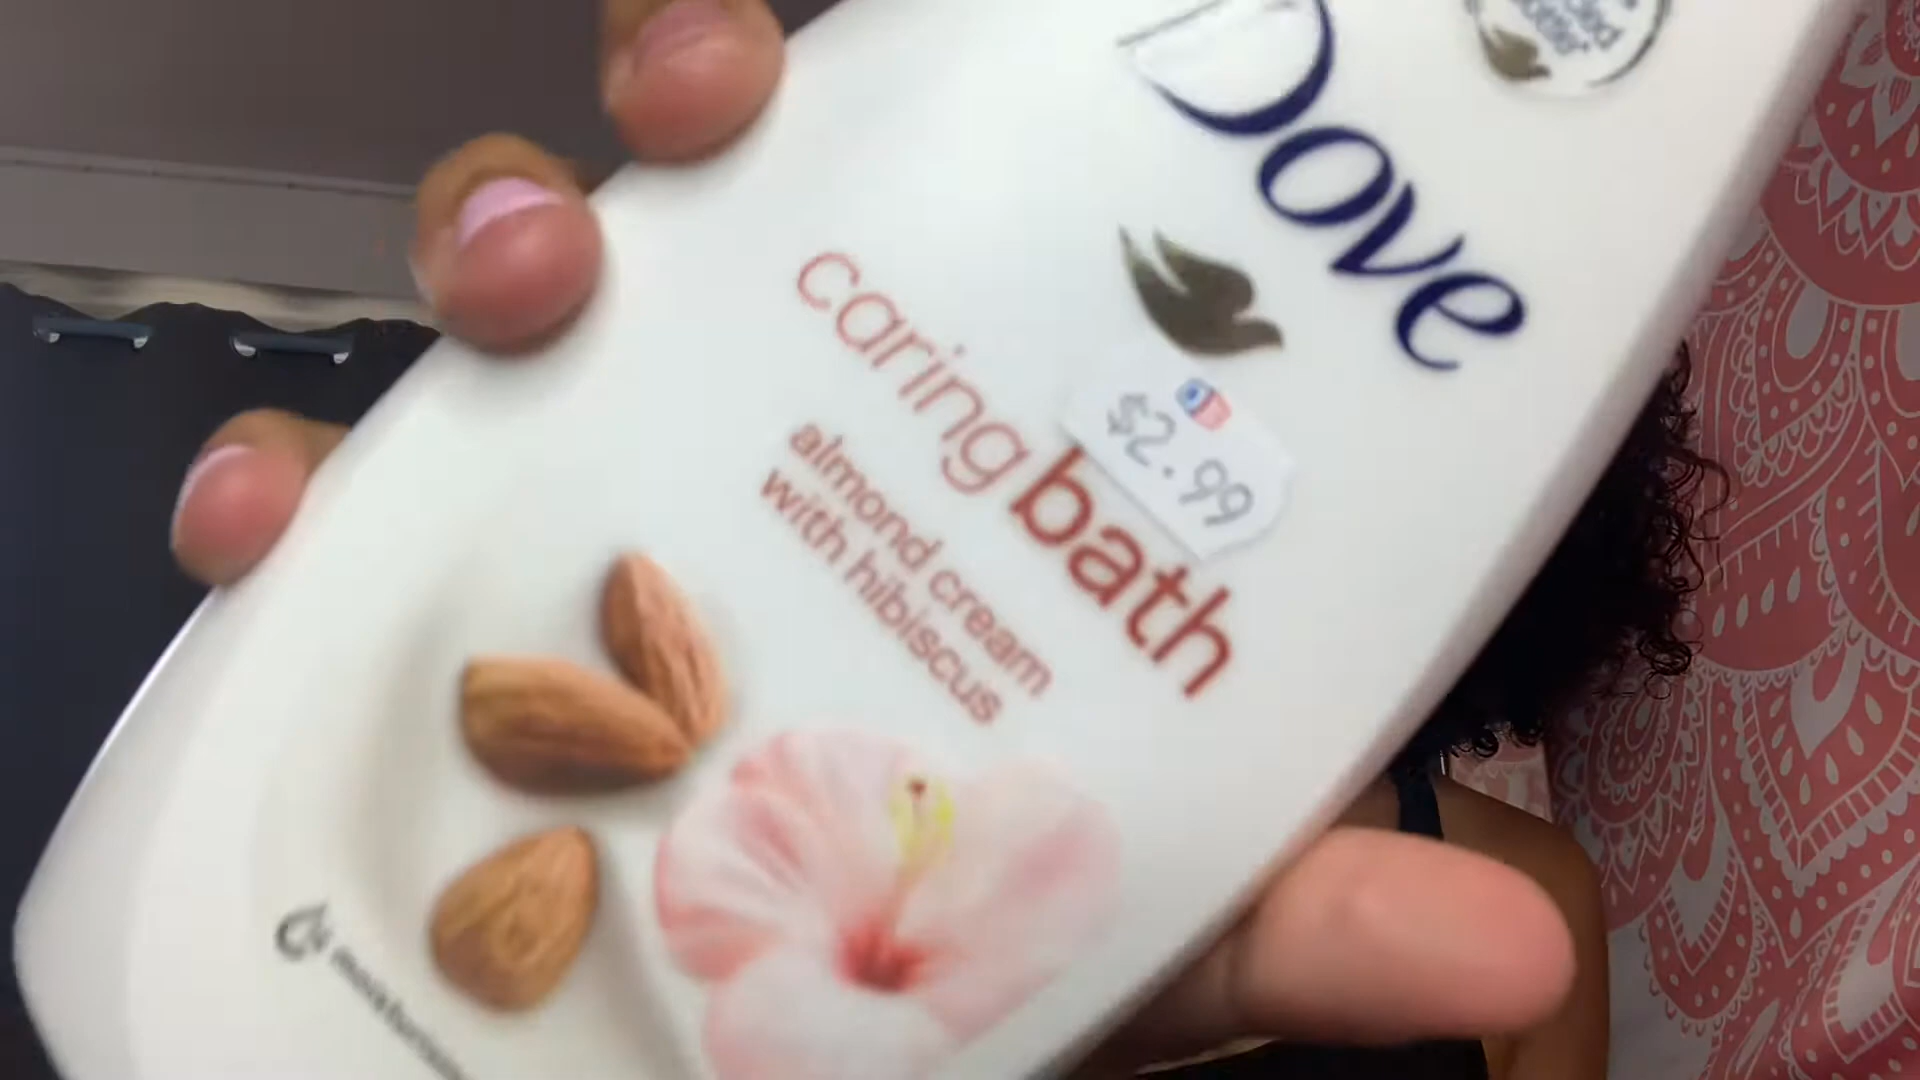 Dove
caring bath
$2.99
almond cream
with hibiscus